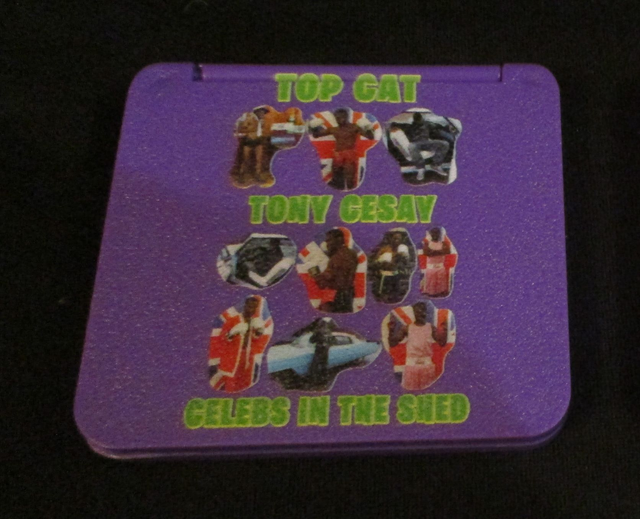 TOP CAT
TONY CESAY
CELEBS IN THE SHED